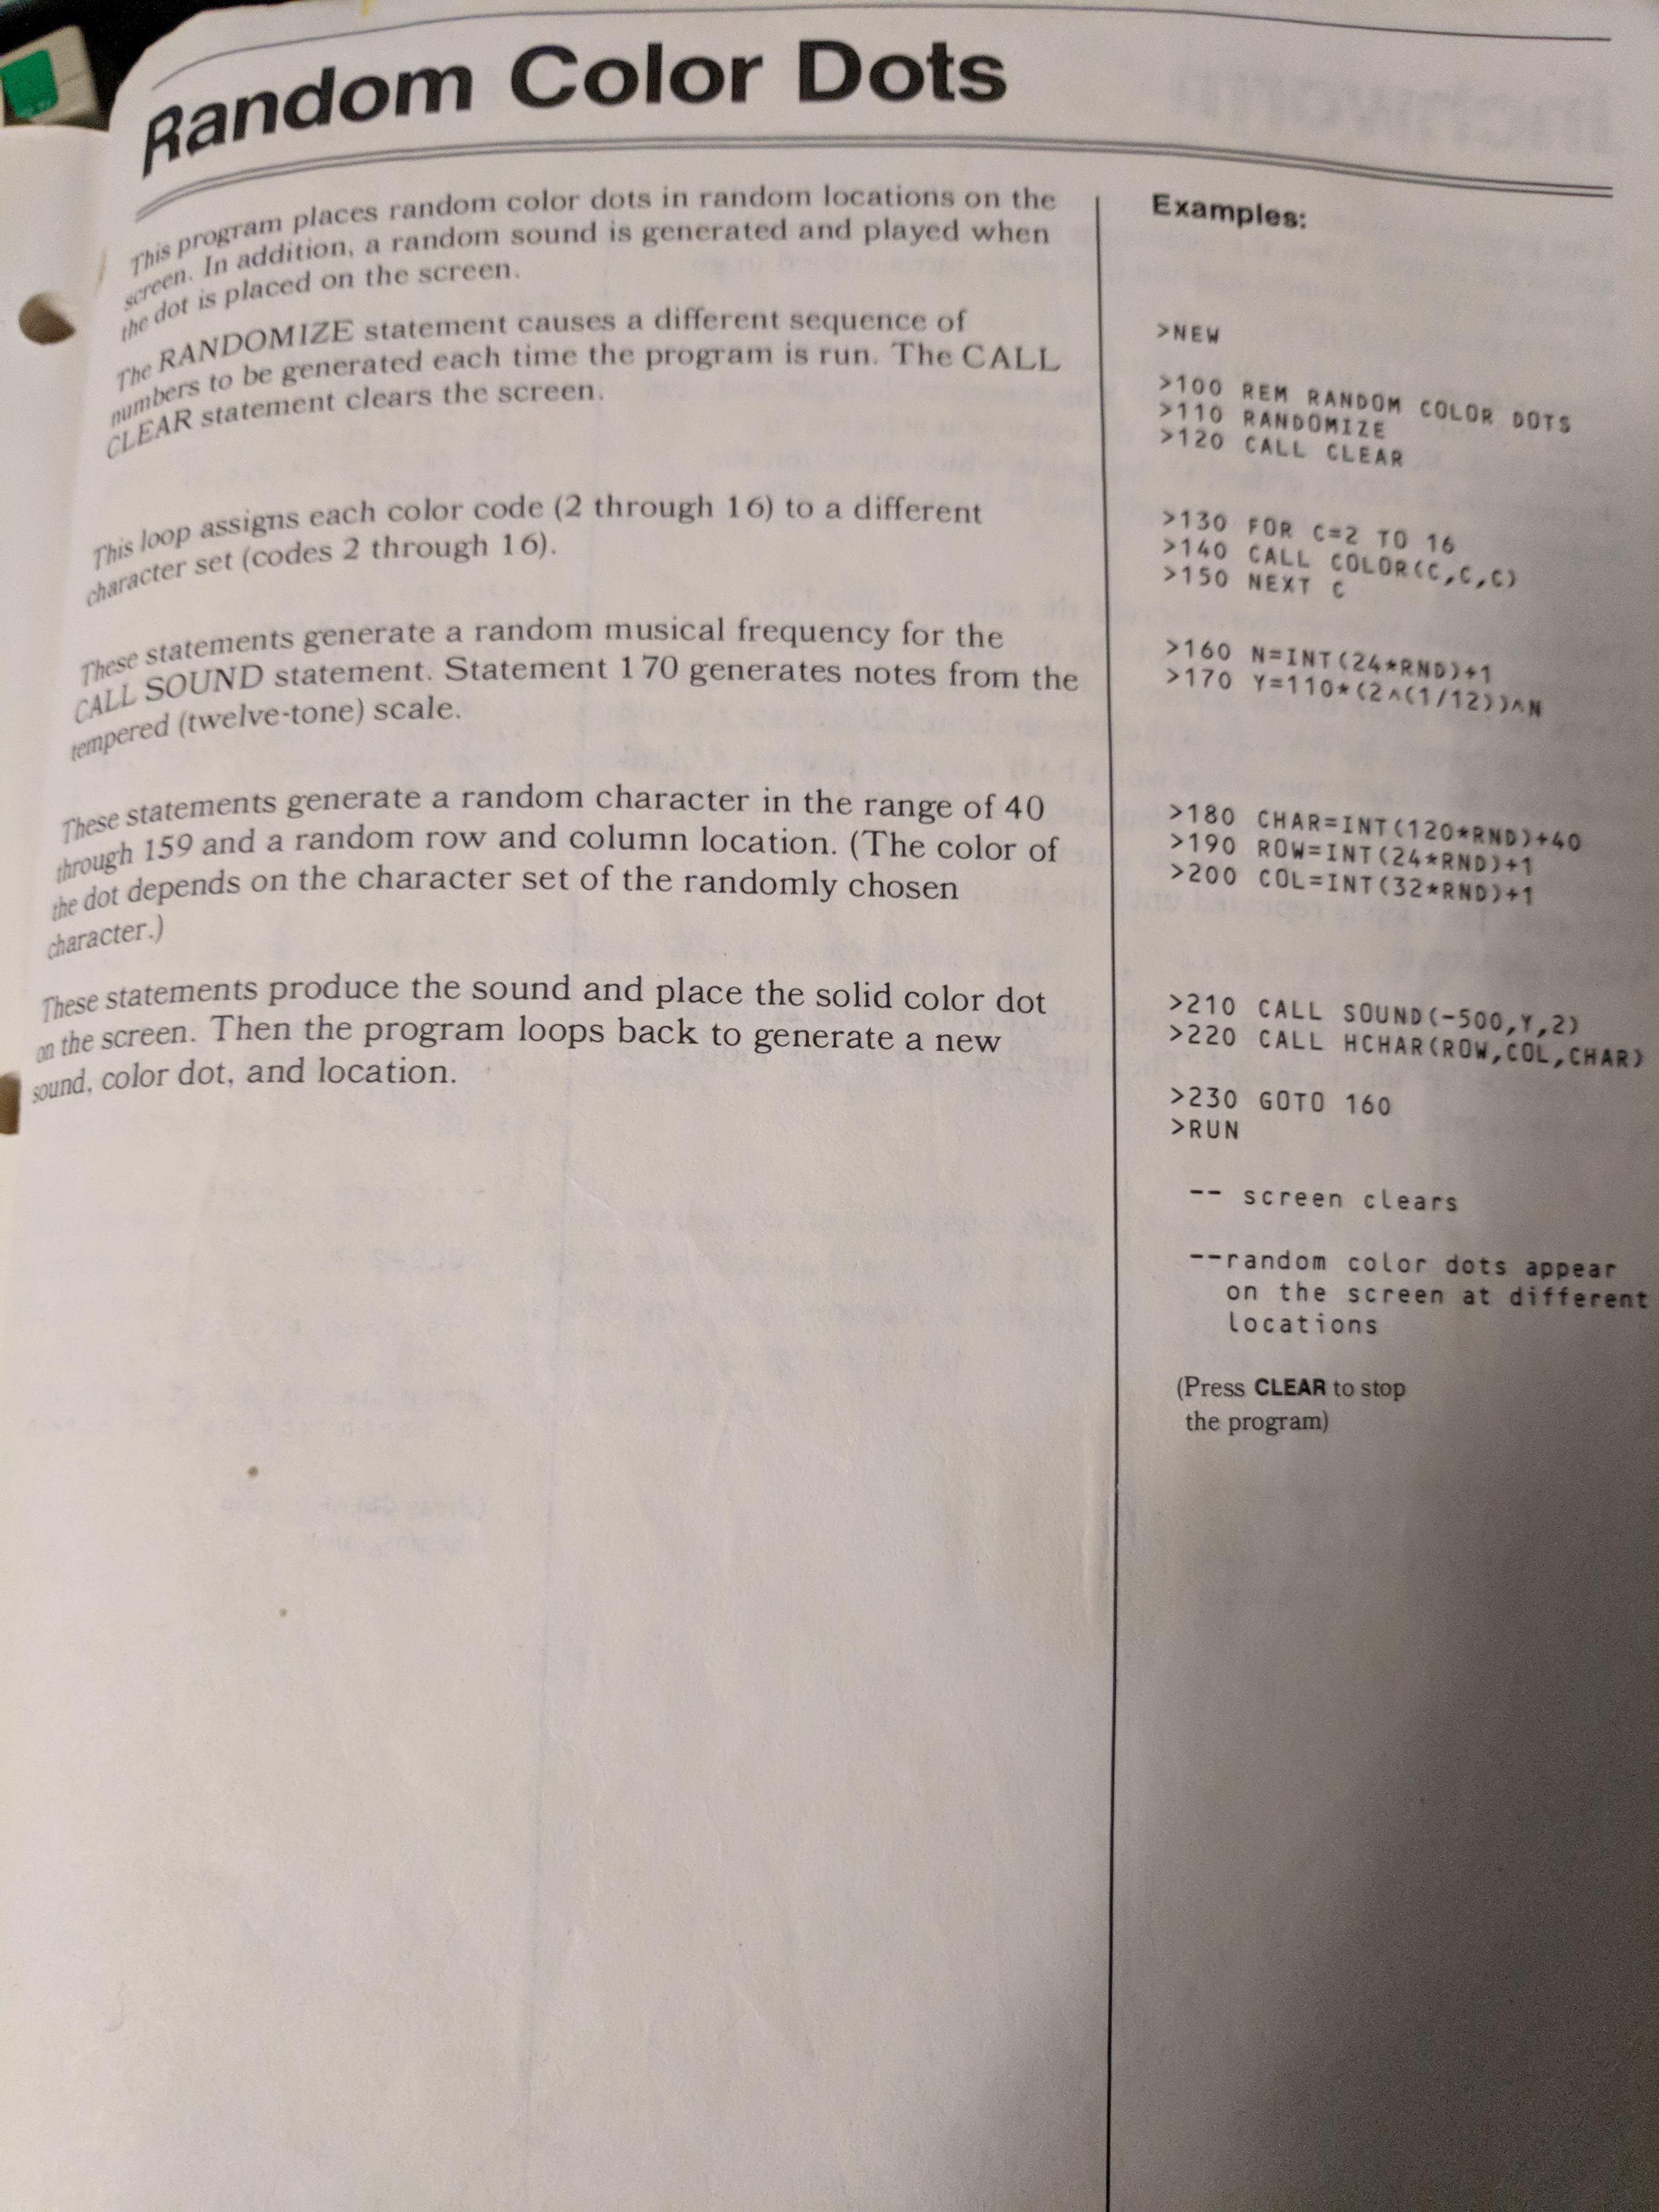 Random Color Dots
This program places random color dots in random locations on the
screen. In addition, a random sound is generated and played when
the dot is placed on the screen.
The RANDOMIZE statement causes a different sequence of
numbers to be generated each time the program is run. The CALL
CLEAR statement clears the screen.
This loop assigns each color code (2 through 16) to a different
character set (codes 2 through 16).
These statements generate a random musical frequency for the
CALL SOUND statement. Statement 170 generates notes from the
tempered (twelve-tone) scale.
These statements generate a random character in the range of 40
through 159 and a random row and column location. (The color of
the dot depends on the character set of the randomly chosen
character.)
These statements produce the sound and place the solid color dot
on the screen. Then the program loops back to generate a new
sound, color dot, and location.
Examples:
>NEW
>100 REM RANDOM COLOR DOTS
>110 RANDOMIZE
>120 CALL CLEAR
>130 FOR C=2 TO 16
>140 CALL COLOR(C,C,C)
>150 NEXT C
>160 N=INT(24*RND)+1
>170 Y=110*(2^(1/12))^N
>180 CHAR=INT(120*RND)+40
>190 ROW=INT(24*RND)+1
>200 COL=INT(32*RND)+1
>210 CALL SOUND(-500,Y,2)
>220 CALL HCHAR(ROW,COL,CHAR)
>230 GOTO 160
>RUN
-- screen clears
--random color dots appear
on the screen at different
locations
(Press CLEAR to stop
the program)